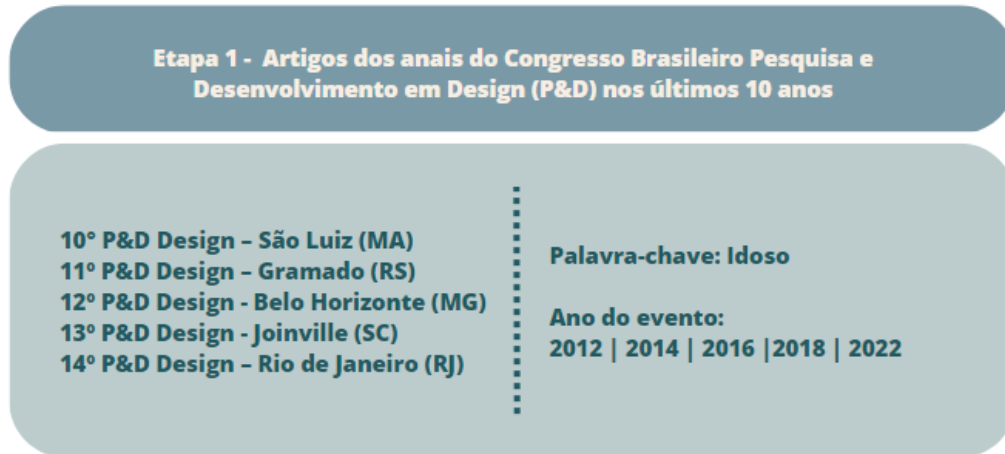 Etapa 1 - Artigos dos anais do Congresso Brasileiro Pesquisa e
Desenvolvimento em Design (P&D) nos últimos 10 anos
10° P&D Design – São Luiz (MA)
11º P&D Design – Gramado (RS)
12º P&D Design - Belo Horizonte (MG)
13º P&D Design - Joinville (SC)
14º P&D Design – Rio de Janeiro (RJ)
Palavra-chave: Idoso
Ano do evento:
2012 | 2014 | 2016 |2018 | 2022